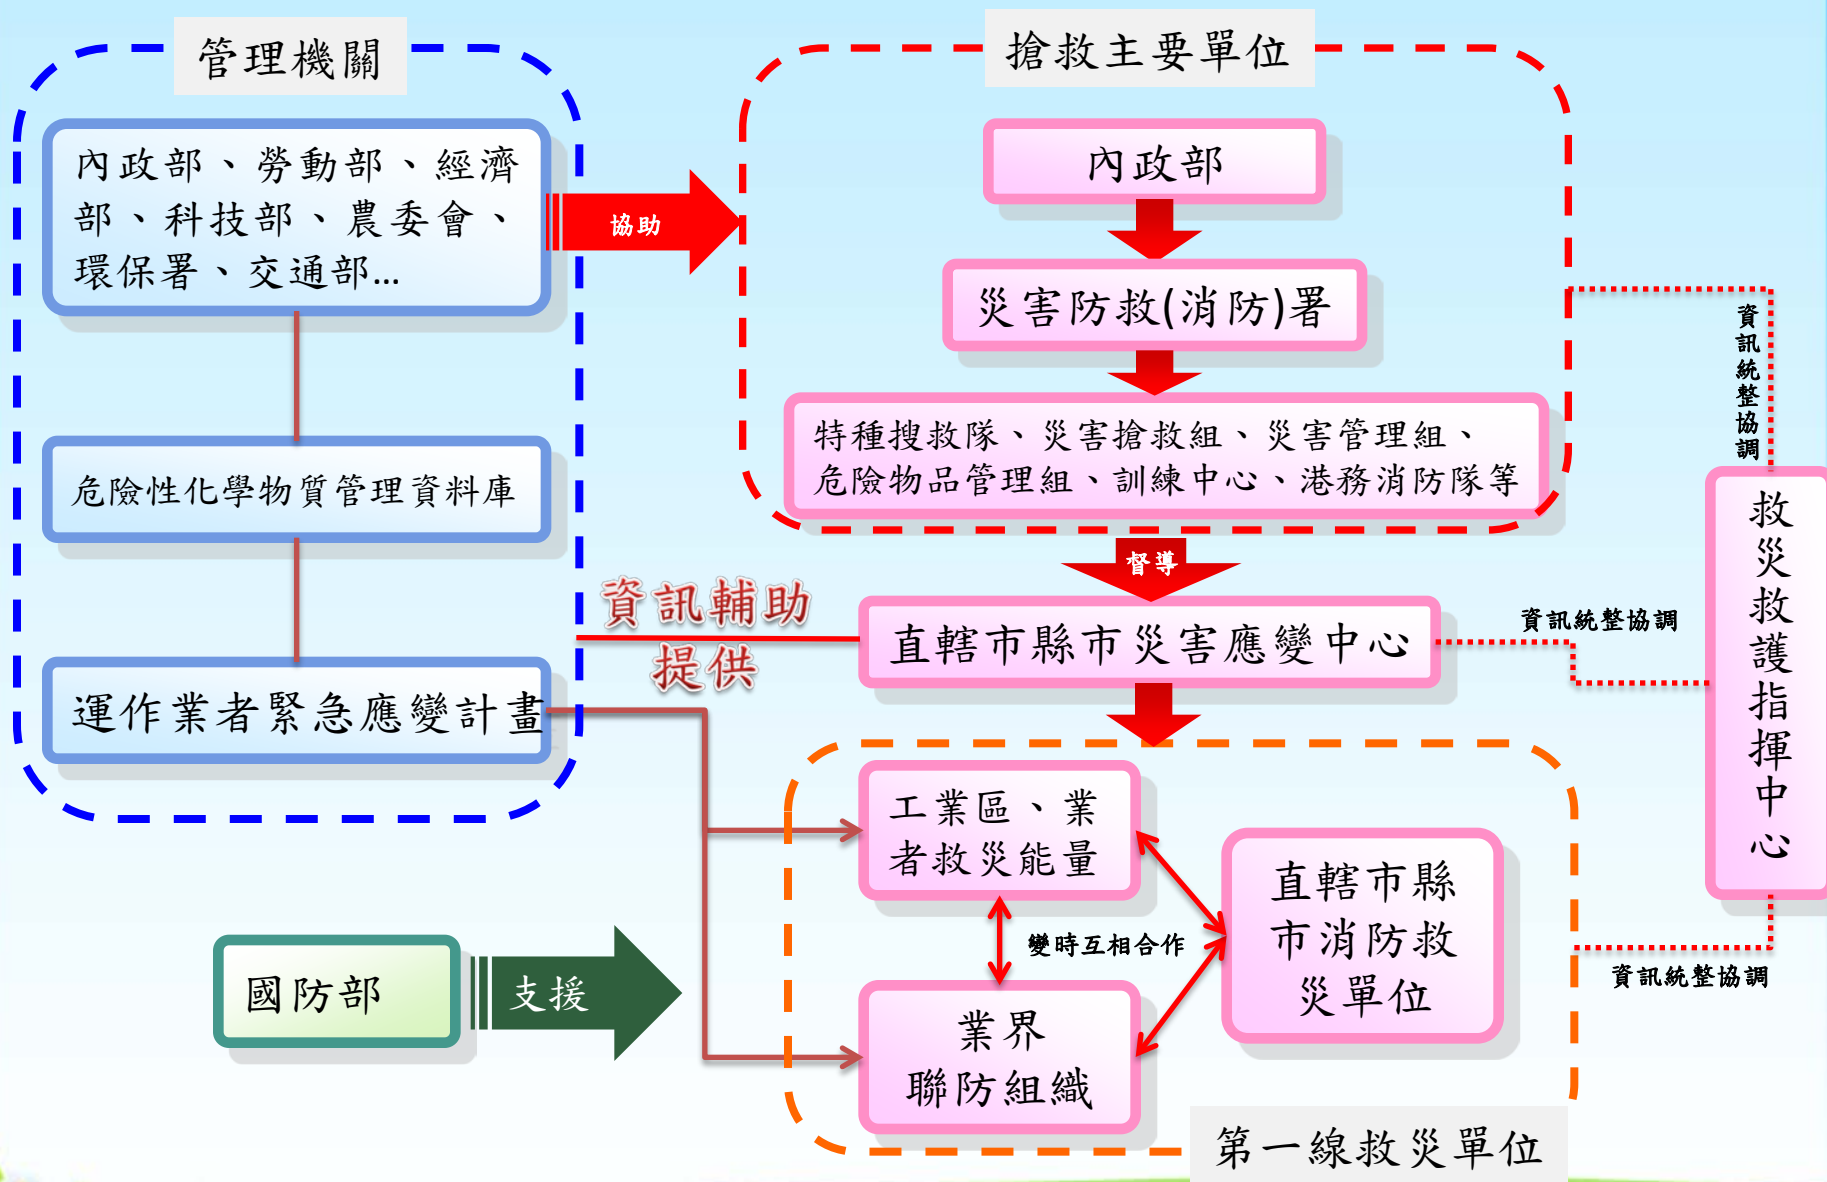 管理機關
內政部、勞動部、經濟
部、科技部、農委會、
環保署、交通部...
危險性化學物質管理資料庫
運作業者緊急應變計畫
協助
搶救主要單位
內政部
災害防救(消防)署
特種搜救隊、災害搶救組、災害管理組、
危險物品管理組、訓練中心、港務消防隊等
督導
資訊輔助
提供
直轄市縣市災害應變中心
資訊統整協調
資訊統整協調
救災救護指揮中心
資訊統整協調
工業區、業
者救災能量
變時互相合作
業界
聯防組織
直轄市縣
市消防救
災單位
第一線救災單位
國防部
支援